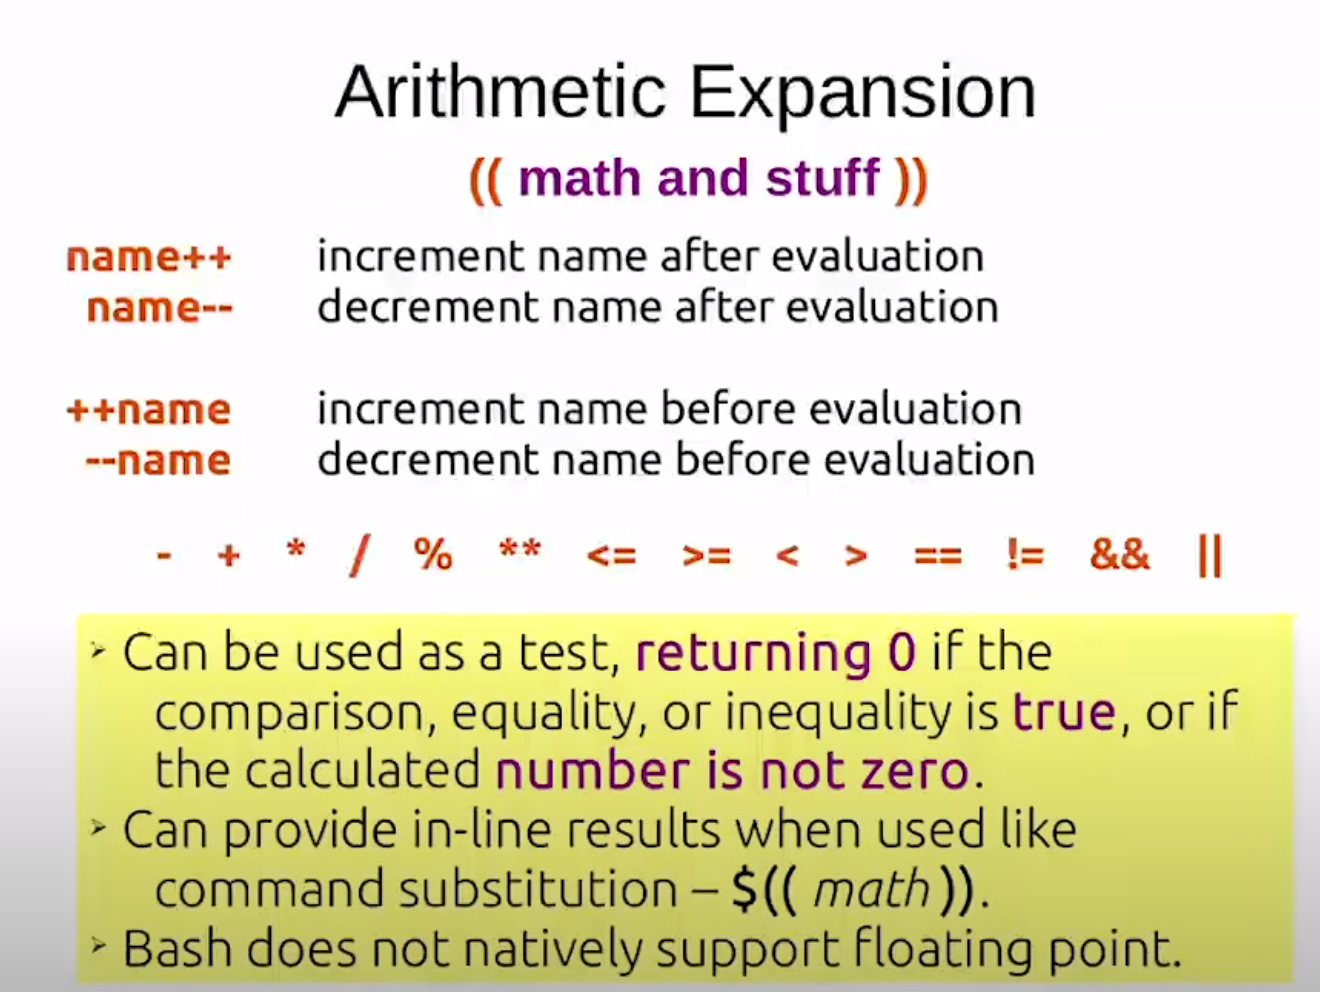 Arithmetic Expansion
(( math and stuff ))
name++ increment name after evaluation
name-- decrement name after evaluation
++name increment name before evaluation
--name decrement name before evaluation
- + * / % ** <= >= < > == != && ||
➢ Can be used as a test, returning 0 if the
comparison, equality, or inequality is true, or if
the calculated number is not zero.
➢ Can provide in-line results when used like
command substitution – $(( math )).
➢ Bash does not natively support floating point.